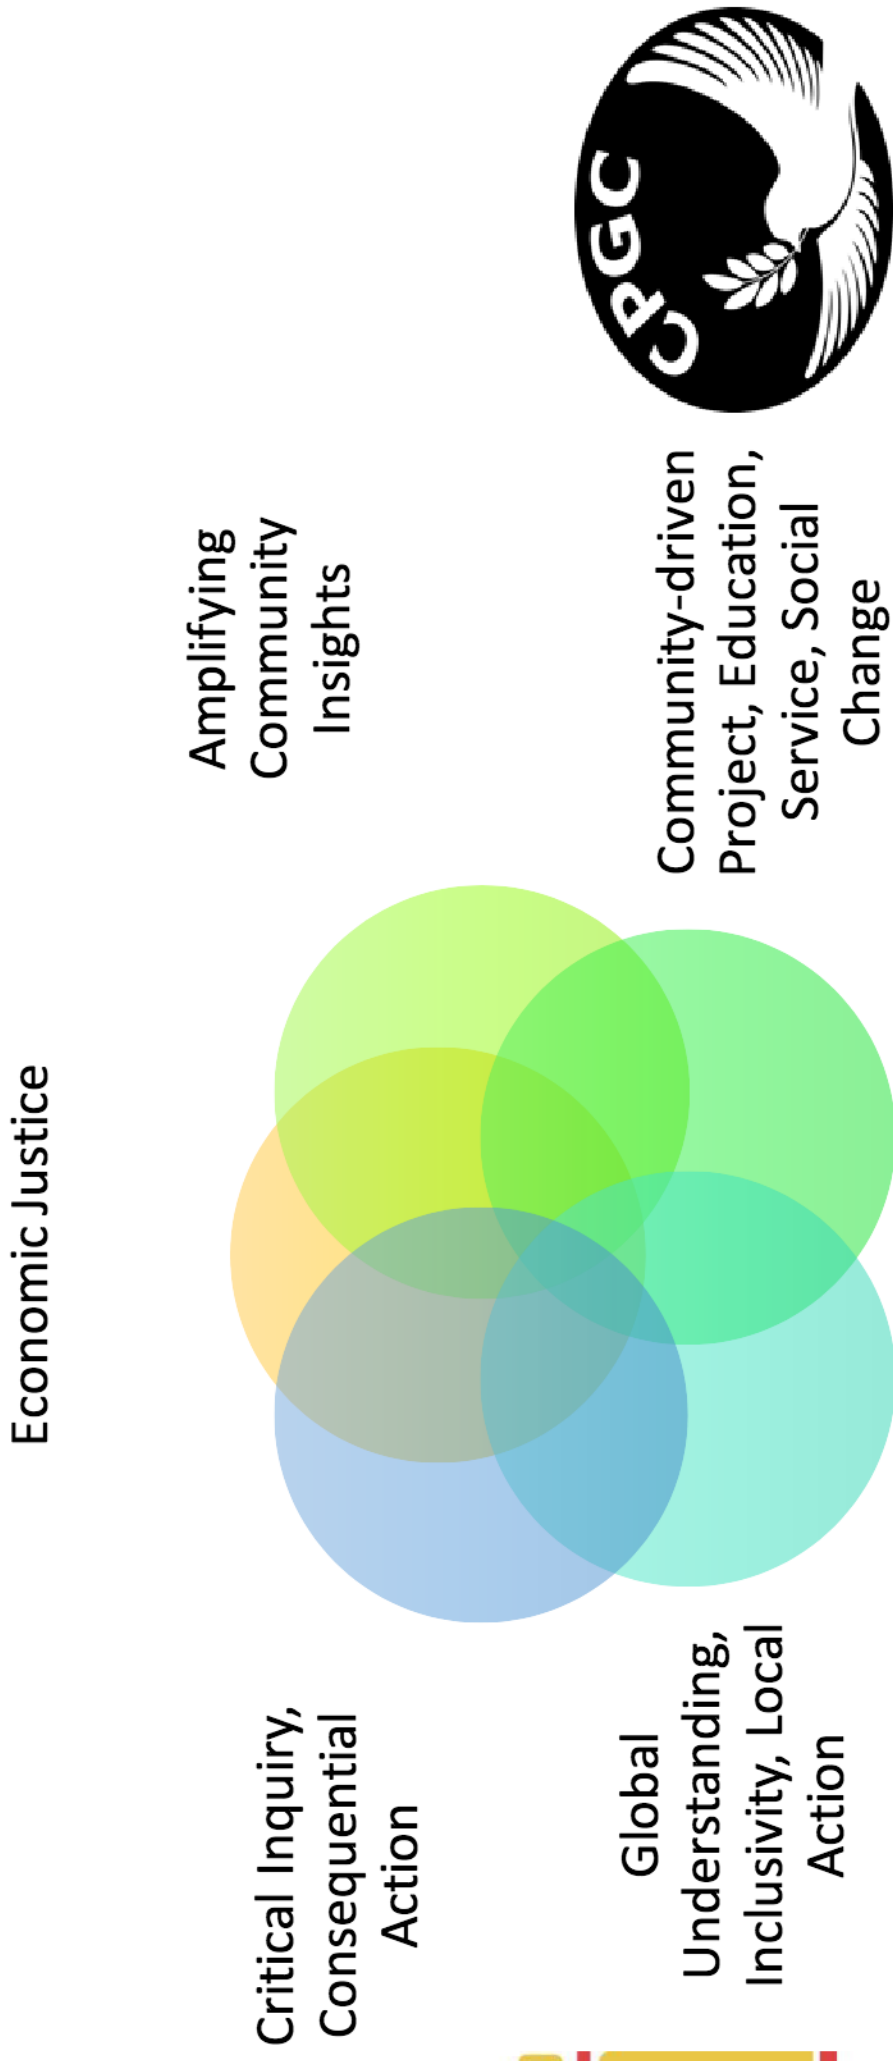 Economic Justice
Amplifying
Community
Insights
Critical Inquiry,
Consequential
Action
Community-driven
Project, Education,
Service, Social
Change
Global
Understanding,
Inclusivity, Local
Action
CPGC